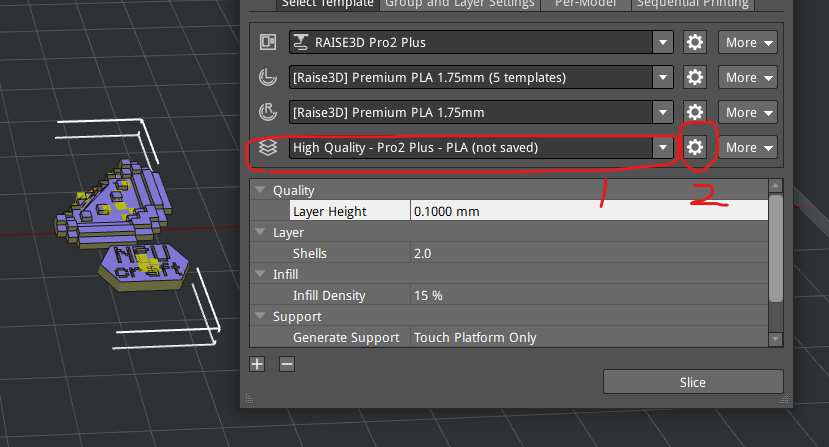 Select Template Group and Layer Settings Per-Model Sequential Printing
RAISE3D Pro2 Plus More
[Raise3D] Premium PLA 1.75mm (5 templates) More
[Raise3D] Premium PLA 1.75mm More
High Quality - Pro2 Plus - PLA (not saved) More
1 2
Quality
Layer Height 0.1000 mm
Layer
Shells 2.0
Infill
Infill Density 15 %
Support
Generate Support Touch Platform Only
Slice
L
R
craft